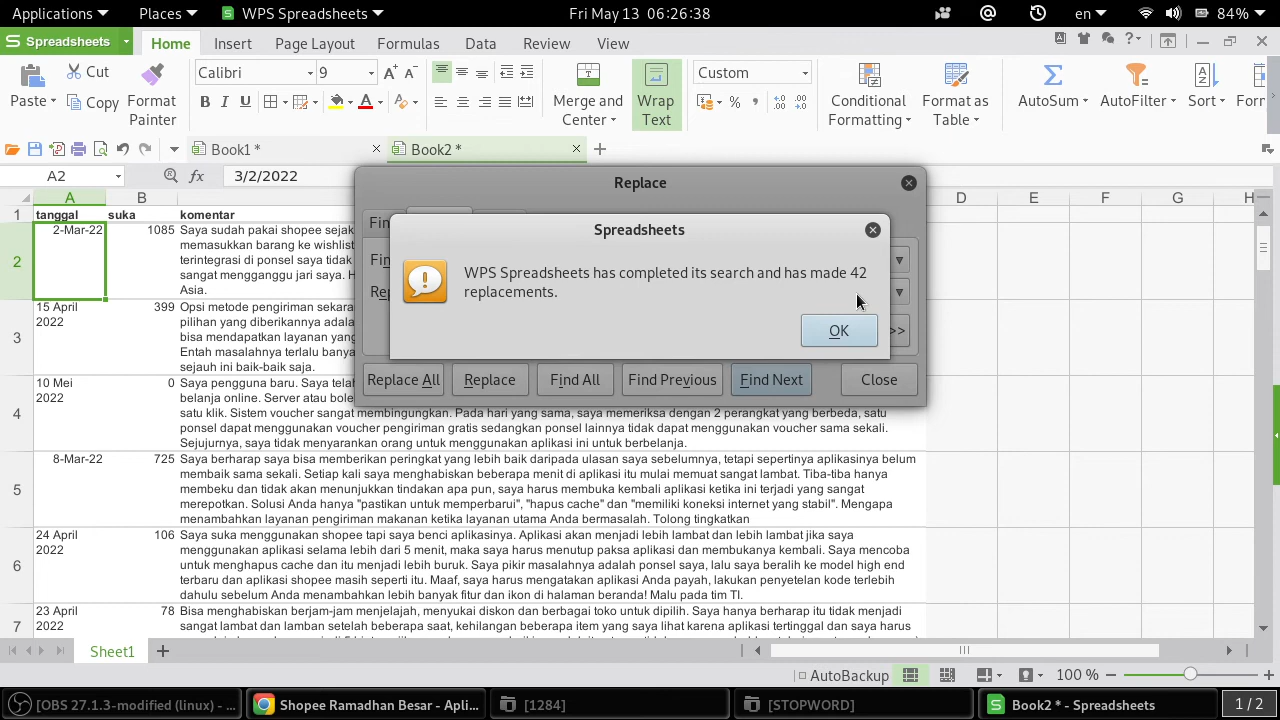 Applications Places WPS Spreadsheets Fri May 13 06:26:38 en 84%
Spreadsheets Home Insert Page Layout Formulas Data Review View
Paste Cut Copy Format Painter
Calibri 9 A+ A-
B I U
Merge and Center
Wrap Text
Custom
Conditional Formatting
Format as Table
AutoSum AutoFilter Sort
Book1 * Book2 *
A2 fx 3/2/2022
A B D E F G H
1 tanggal suka komentar
2 2-Mar-22 1085 Saya sudah pakai shopee
memasukkan barang ke wishlist
terintegrasi di ponsel saya tidak
sangat mengganggu jari saya.
Asia.
3 15 April 2022 399 Opsi metode pengiriman
pilihan yang diberikannya
bisa mendapatkan layanan
Entah masalahnya terlalu
sejauh ini baik-baik saja.
4 10 Mei 2022 0 Saya pengguna baru. Saya
belanja online. Server atau
satu klik. Sistem voucher sangat membingungkan. Pada hari yang sama, saya memeriksa dengan 2 perangkat yang berbeda, satu
ponsel dapat menggunakan voucher pengiriman gratis sedangkan ponsel lainnya tidak dapat menggunakan voucher sama sekali.
Sejujurnya, saya tidak menyarankan orang untuk menggunakan aplikasi ini untuk berbelanja.
5 8-Mar-22 725 Saya berharap saya bisa memberikan peringkat yang lebih baik daripada ulasan saya sebelumnya, tetapi sepertinya aplikasinya belum
membaik sama sekali. Setiap kali saya menghabiskan beberapa menit di aplikasi itu mulai memuat sangat lambat. Tiba-tiba hanya
membeku dan tidak akan menunjukkan tindakan apa pun, saya harus membuka kembali aplikasi ketika ini terjadi yang sangat
merepotkan. Solusi Anda hanya "pastikan untuk memperbarui", "hapus cache" dan "memiliki koneksi internet yang stabil". Mengapa
menambahkan layanan pengiriman makanan ketika layanan utama Anda bermasalah. Tolong tingkatkan
6 24 April 2022 106 Saya suka menggunakan shopee tapi saya benci aplikasinya. Aplikasi akan menjadi lebih lambat dan lebih lambat jika saya
menggunakan aplikasi selama lebih dari 5 menit, maka saya harus menutup paksa aplikasi dan membukanya kembali. Saya mencoba
untuk menghapus cache dan itu menjadi lebih buruk. Saya pikir masalahnya adalah ponsel saya, lalu saya beralih ke model high end
terbaru dan aplikasi shopee masih seperti itu. Maaf, saya harus mengatakan aplikasi Anda payah, lakukan penyetelan kode terlebih
dahulu sebelum Anda menambahkan lebih banyak fitur dan ikon di halaman beranda! Malu pada tim TI.
7 23 April 2022 78 Bisa menghabiskan berjam-jam menjelajah, menyukai diskon dan berbagai toko untuk dipilih. Saya hanya berharap itu tidak menjadi
sangat lambat dan lamban setelah beberapa saat, kehilangan beberapa item yang saya lihat karena aplikasi tertinggal dan saya harus
Replace
Spreadsheets
WPS Spreadsheets has completed its search and has made 42
replacements.
OK >>
Replace All Replace Find All Find Previous Find Next Close
Sheet1
AutoBackup 100 %
[OBS 27.1.3-modified (linux) - ... Shopee Ramadhan Besar - Apli... [1284] [STOPWORD] Book2 * - Spreadsheets 1 / 2